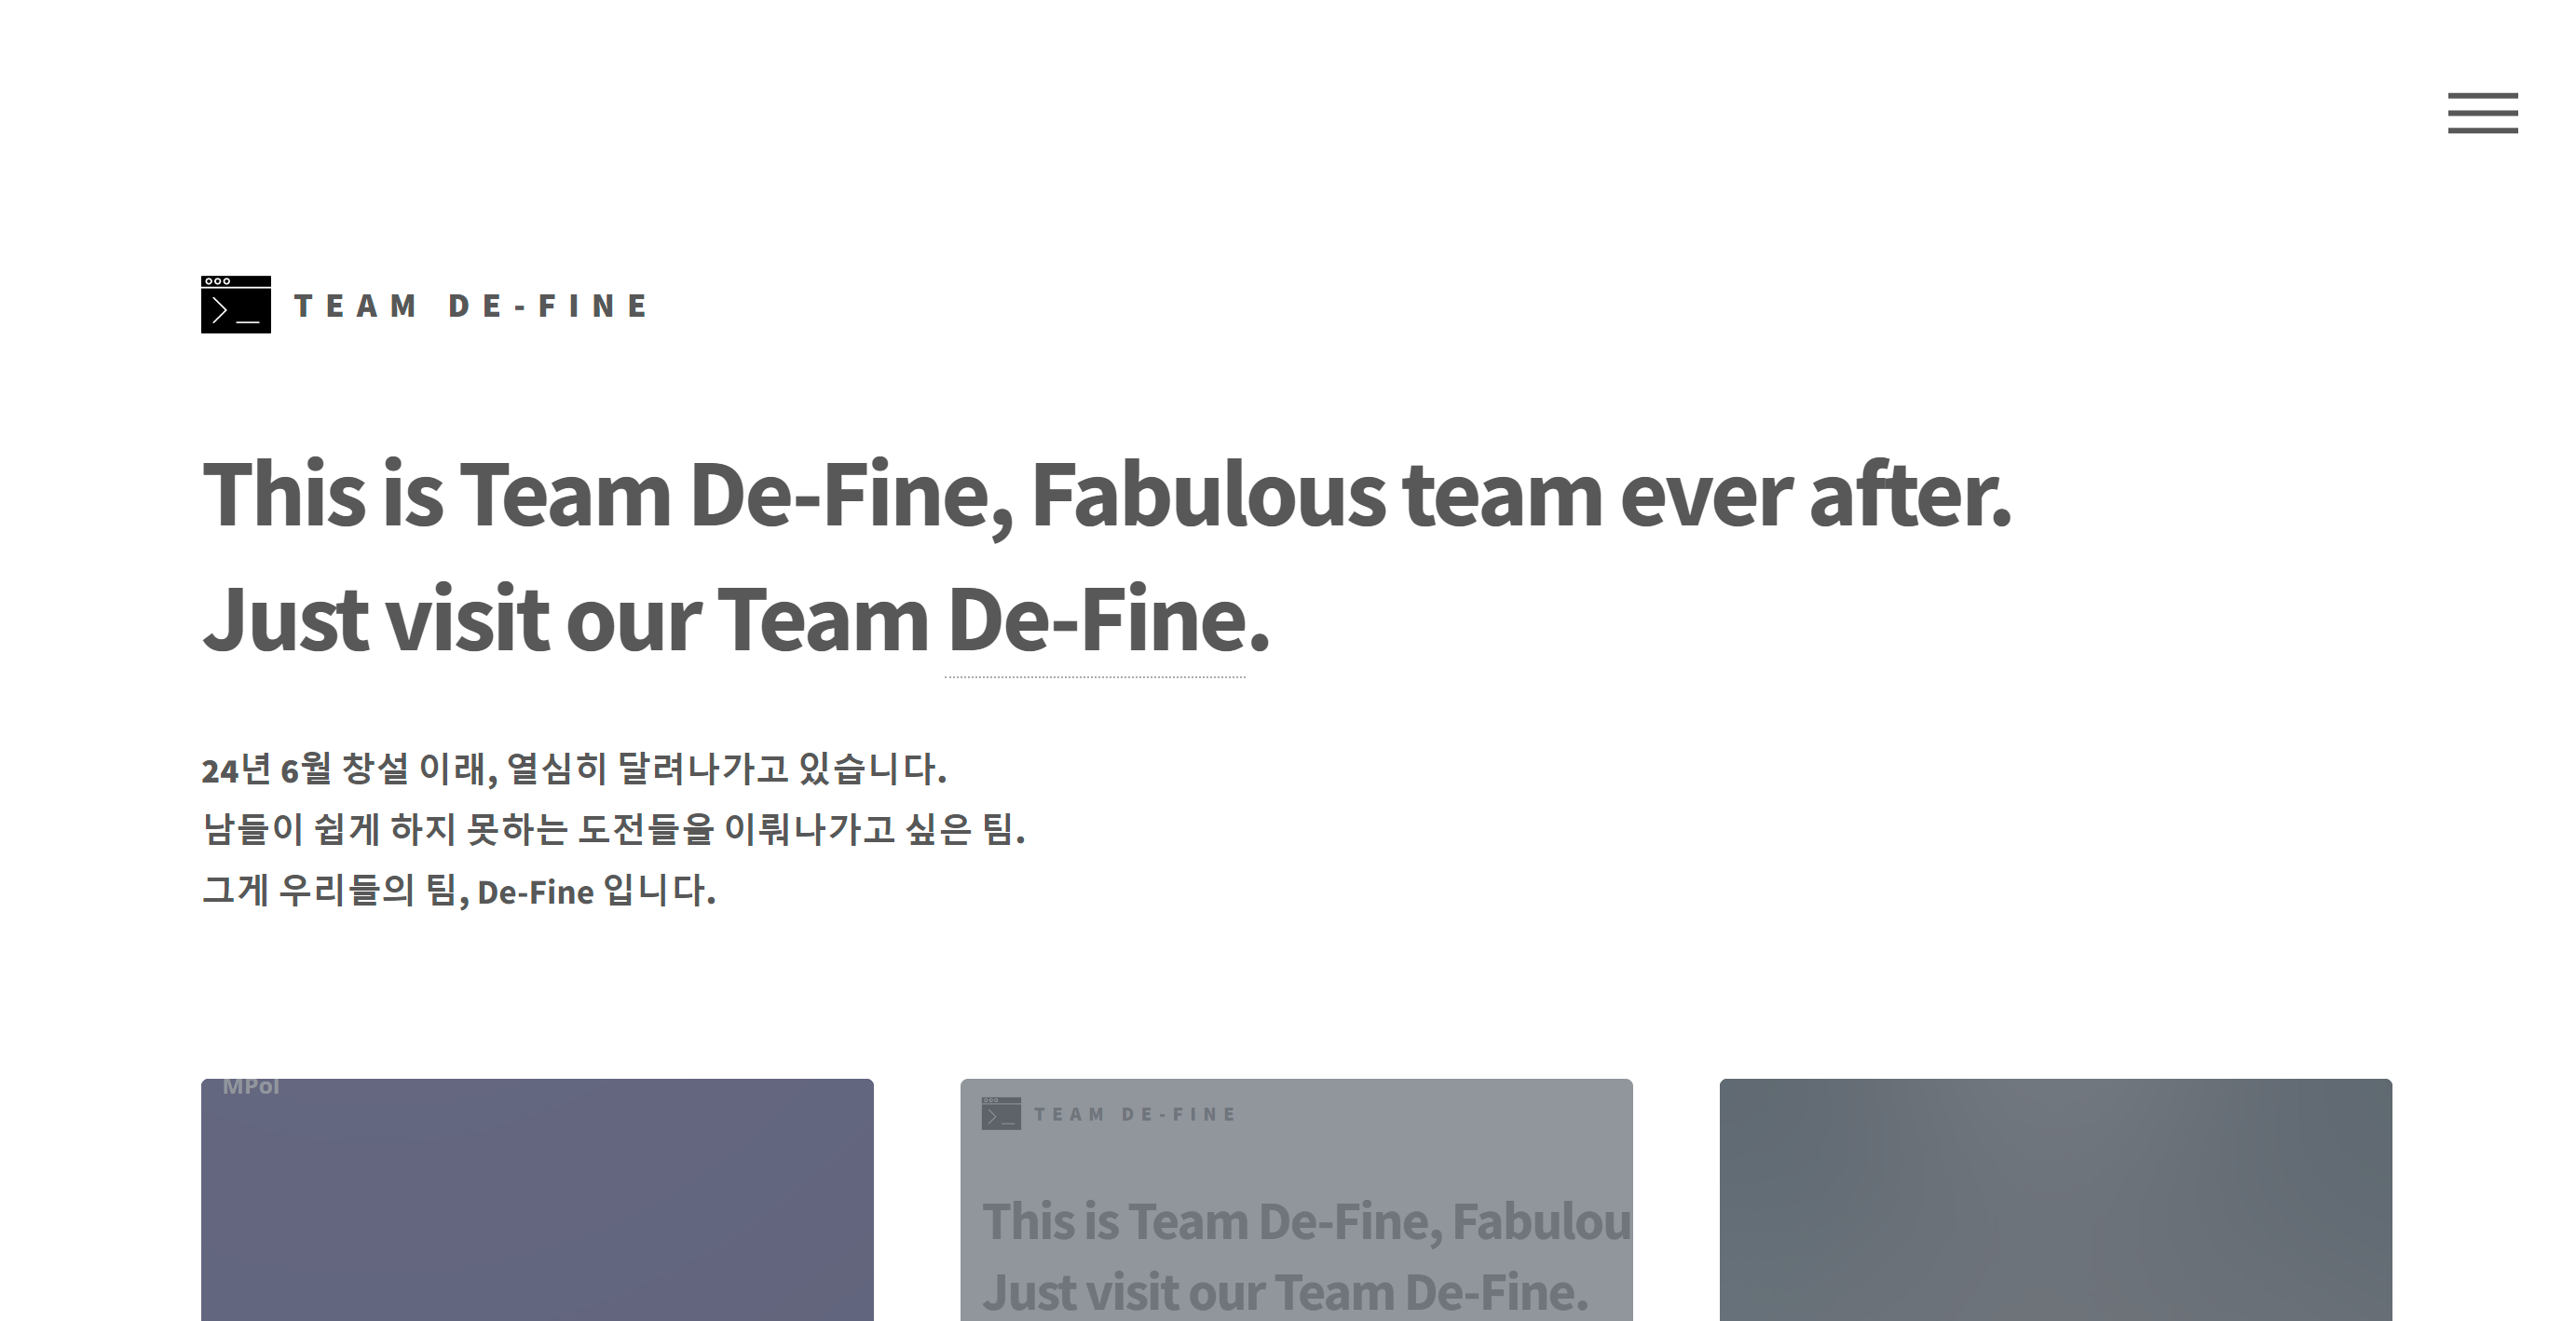 TEAM DE-FINE
This is Team De-Fine, Fabulous team ever after.
Just visit our Team De-Fine.
24년 6월 창설 이래, 열심히 달려나가고 있습니다.
남들이 쉽게 하지 못하는 도전들을 이뤄나가고 싶은 팀.
그게 우리들의 팀, De-Fine 입니다.
MPol
TEAM DE-FINE
This is Team De-Fine, Fabulou
Just visit our Team De-Fine.